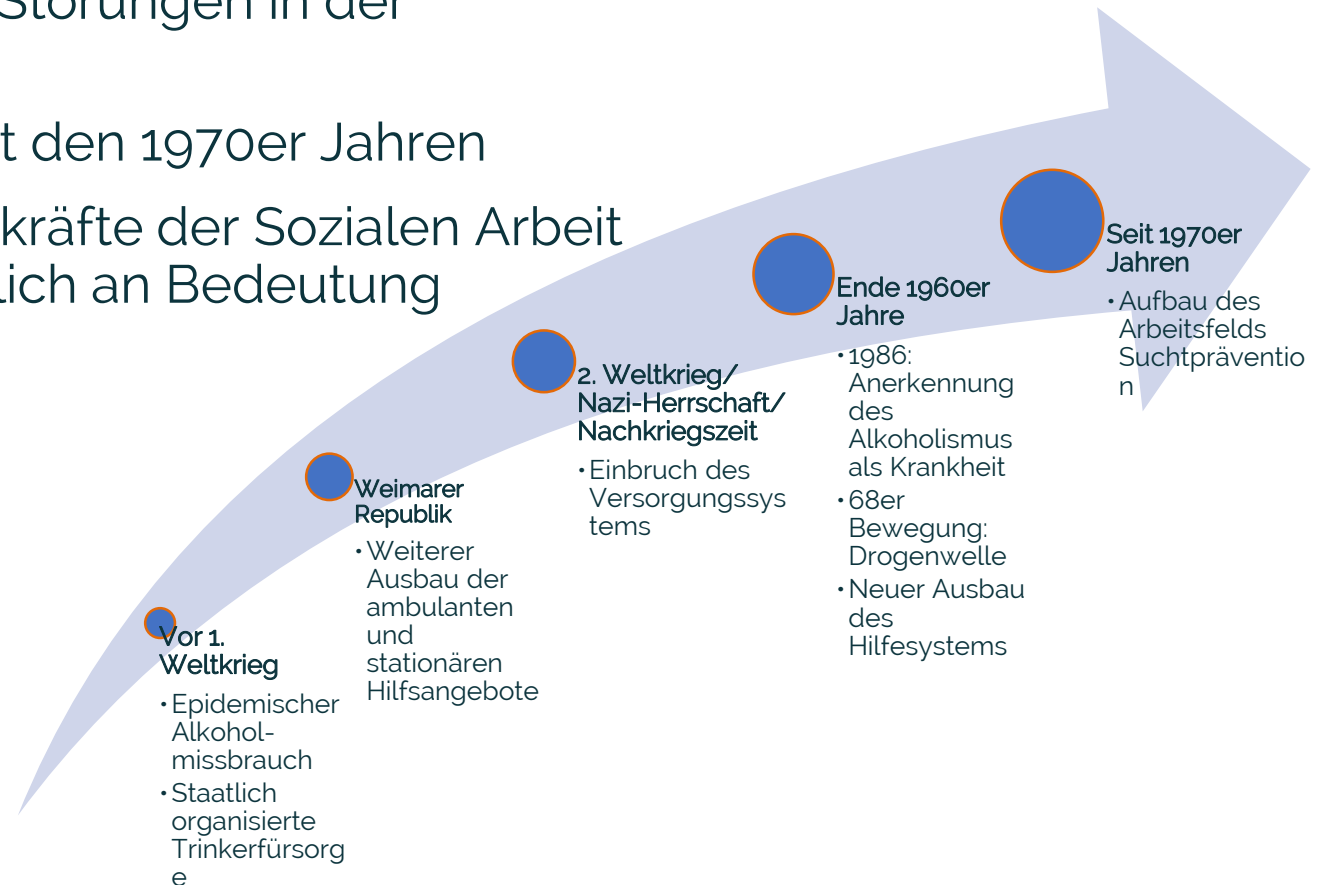 Störungen in der
t den 1970er Jahren
kräfte der Sozialen Arbeit
lich an Bedeutung
Vor 1.
Weltkrieg
• Epidemischer
Alkohol-
missbrauch
• Staatlich
organisierte
Trinkerfürsorg
e
Weimarer
Republik
• Weiterer
Ausbau der
ambulanten
und
stationären
Hilfsangebote
2. Weltkrieg/
Nazi-Herrschaft/
Nachkriegszeit
• Einbruch des
Versorgungssys
tems
Ende 1960er
Jahre
• 1986:
Anerkennung
des
Alkoholismus
als Krankheit
• 68er
Bewegung:
Drogenwelle
• Neuer Ausbau
des
Hilfesystems
Seit 1970er
Jahren
• Aufbau des
Arbeitsfelds
Suchtpräventio
n